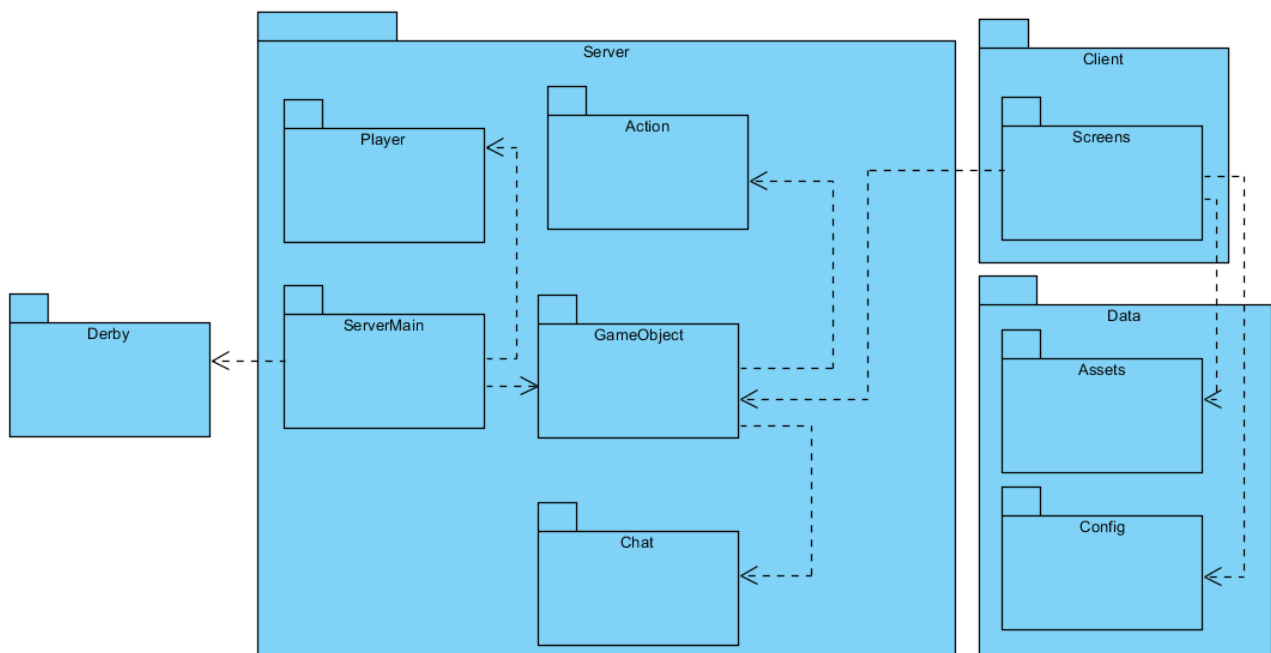 Server
Client
Player
Action
Screens
Derby
ServerMain
GameObject
Data
Assets
Chat
Config